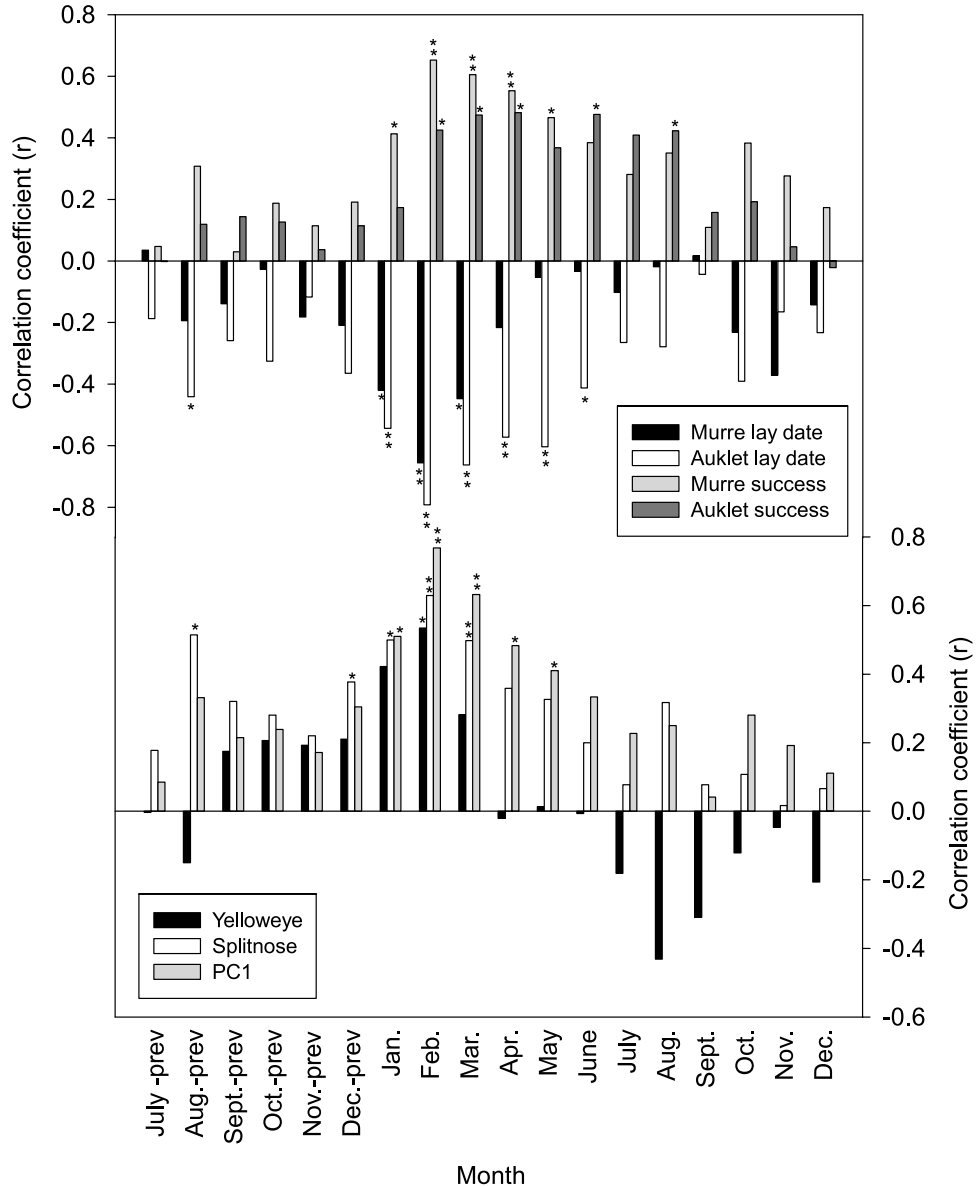 0.8
0.6
0.4
0.2
0.0
-0.2
-0.4
-0.6
-0.8
Correlation coefficient (r)
* * * * * * * * * * * * * *
* * * * * *
* * * * * * * * * * * * * * * * * *
Murre lay date
Auklet lay date
Murre success
Auklet success
0.8
0.6
0.4
0.2
0.0
-0.2
-0.4
-0.6
Correlation coefficient (r)
* * * * * * * * * * * * * * *
Yelloweye
Splitnose
PC1
July -prev
Aug.-prev
Sept.-prev
Oct.-prev
Nov.-prev
Dec.-prev
Jan.
Feb.
Mar.
Apr.
May
June
July
Aug.
Sept.
Oct.
Nov.
Dec.
Month